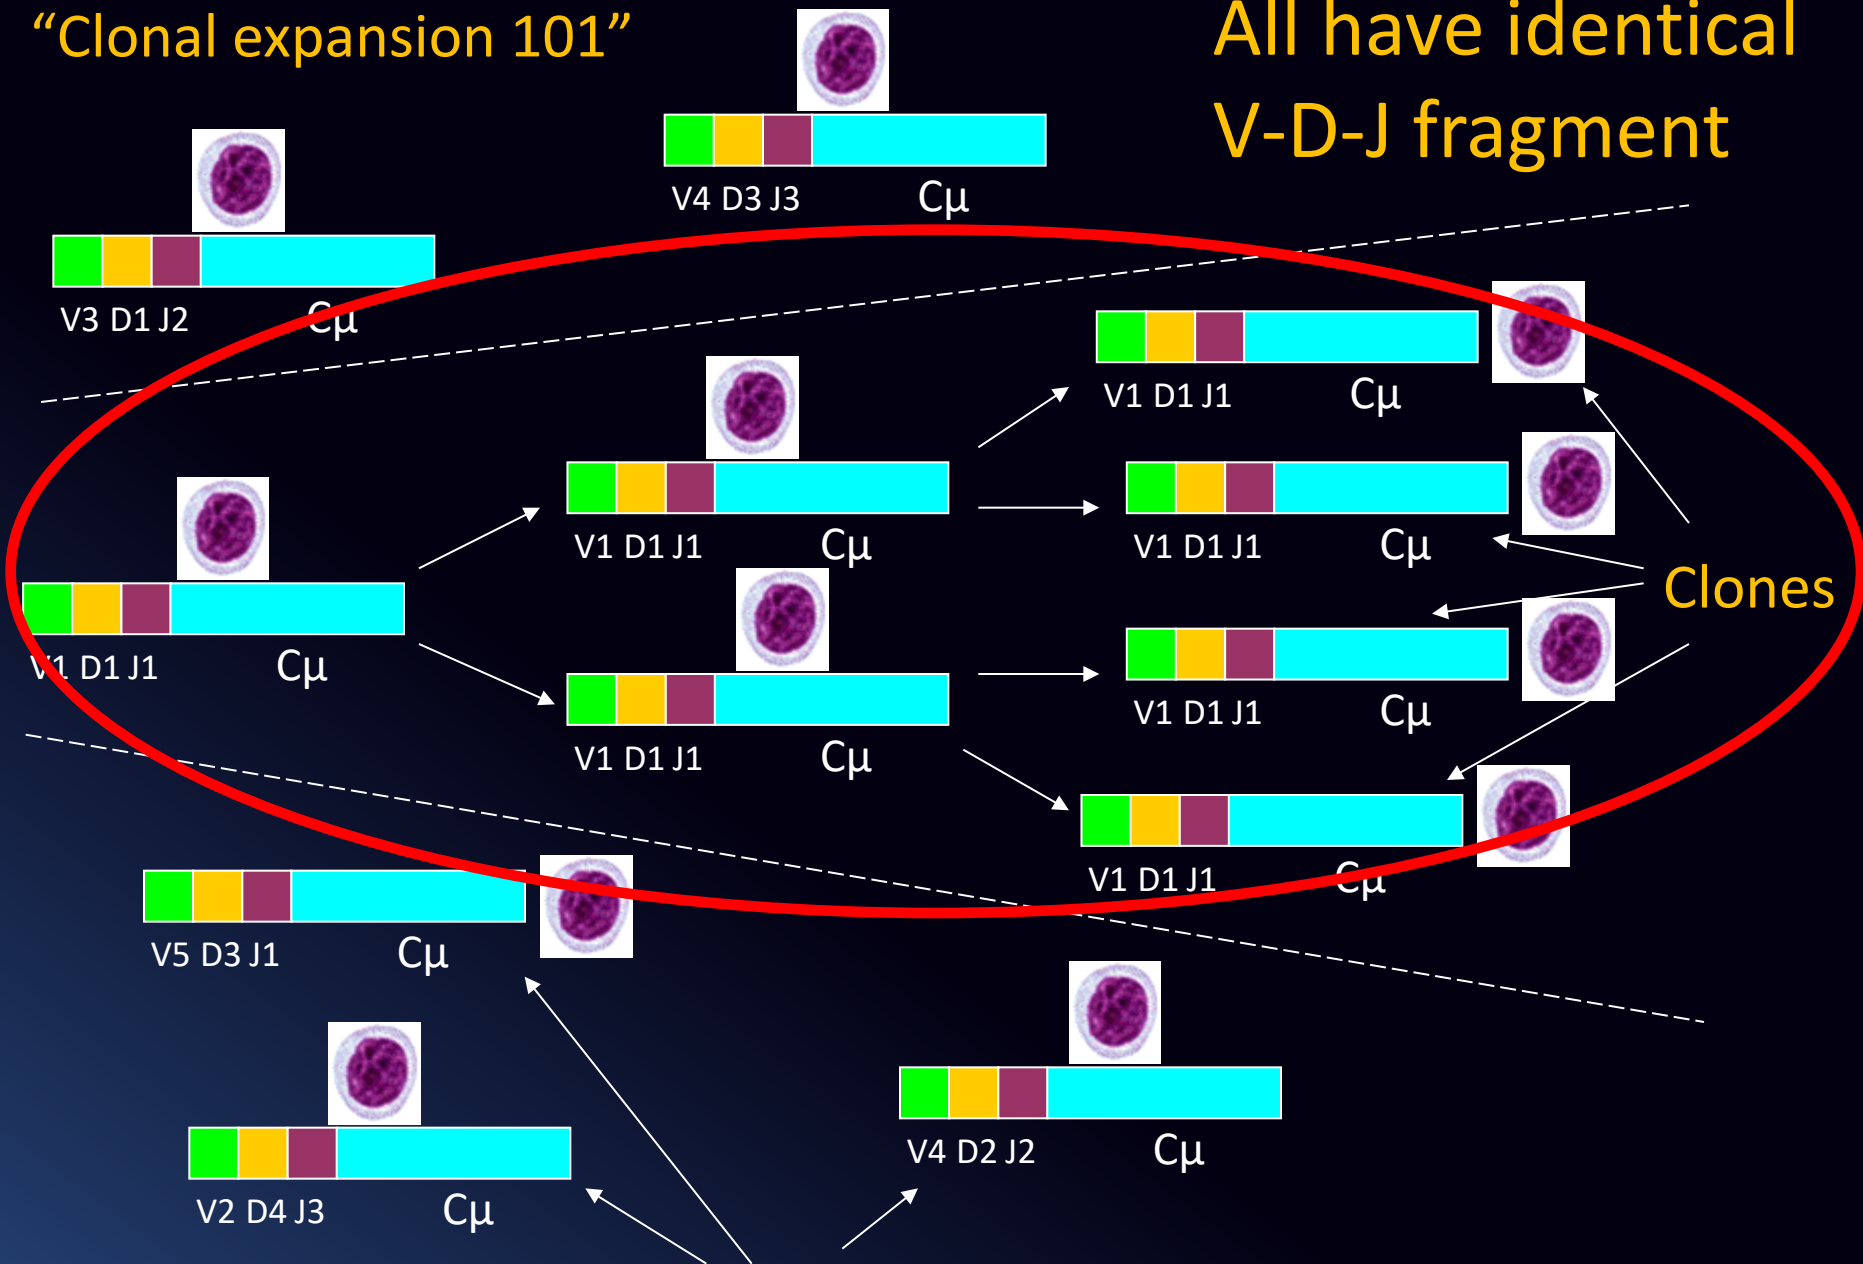 “Clonal expansion 101”
All have identical
V-D-J fragment
V4 D3 J3 Cμ
V3 D1 J2 Cμ
V1 D1 J1 Cμ
V1 D1 J1 Cμ
V1 D1 J1 Cμ
Clones
V1 D1 J1 Cμ
V1 D1 J1 Cμ
V1 D1 J1 Cμ
V1 D1 J1 Cμ
V5 D3 J1 Cμ
V4 D2 J2 Cμ
V2 D4 J3 Cμ